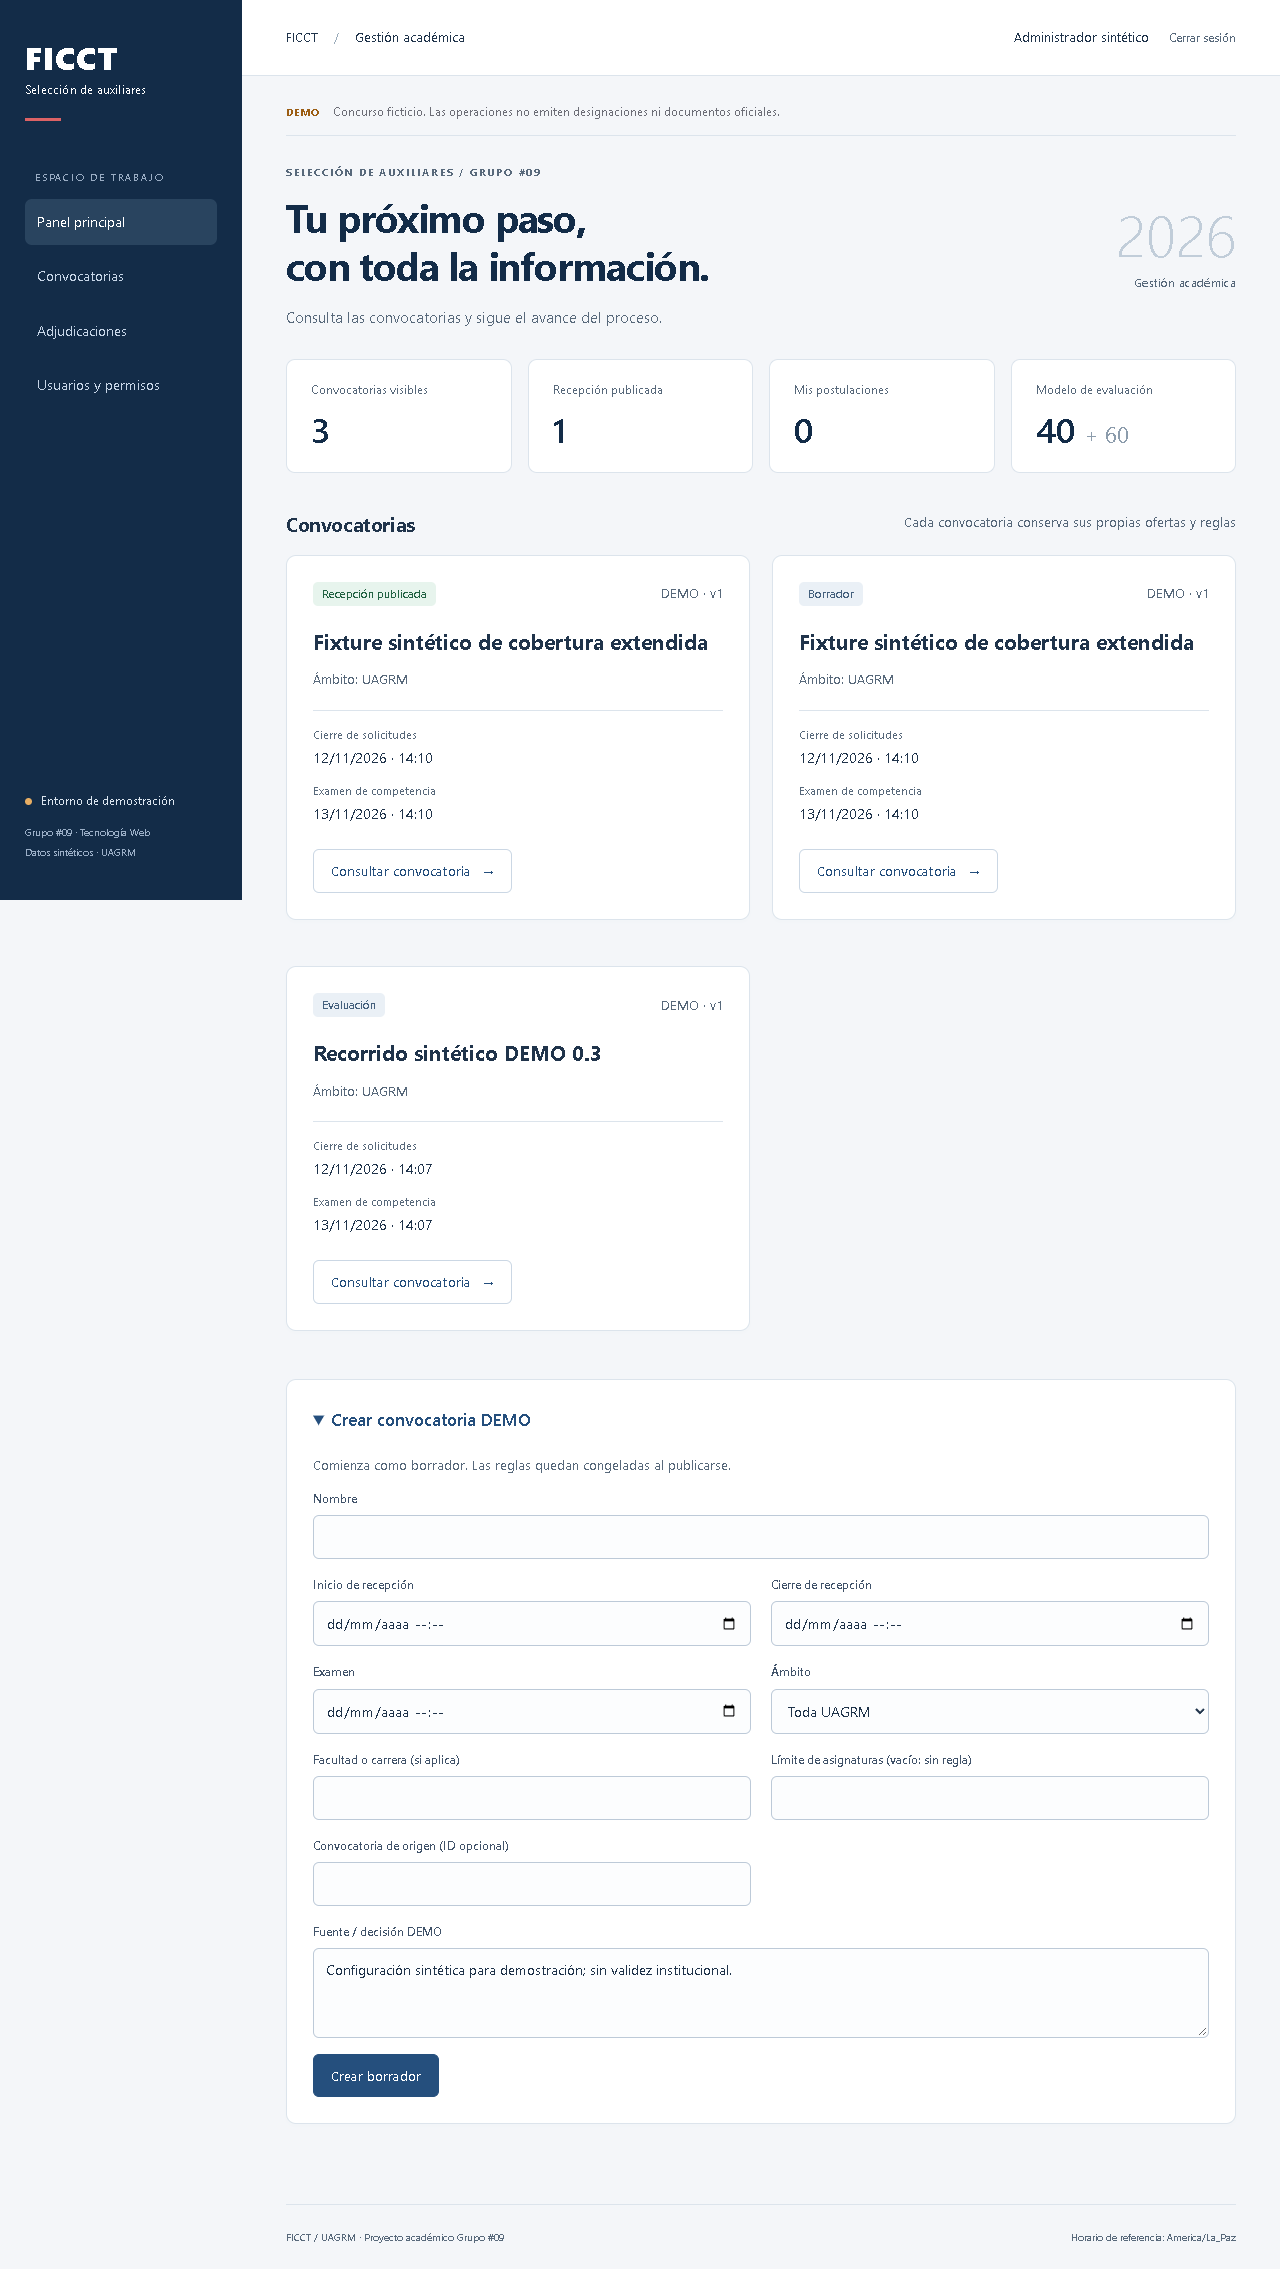 FICCT
Selección de auxiliares
ESPACIO DE TRABAJO
Panel principal
Convocatorias
Adjudicaciones
Usuarios y permisos
Entorno de demostración
Grupo #09 · Tecnología Web
Datos sintéticos · UAGRM
FICCT / Gestión académica
Administrador sintético Cerrar sesión
DEMO Concurso ficticio. Las operaciones no emiten designaciones ni documentos oficiales.
SELECCIÓN DE AUXILIARES / GRUPO #09
Tu próximo paso,
con toda la información.
Consulta las convocatorias y sigue el avance del proceso.
2026
Gestión académica
Convocatorias visibles
3
Recepción publicada
1
Mis postulaciones
0
Modelo de evaluación
40 + 60
Convocatorias
Cada convocatoria conserva sus propias ofertas y reglas
Recepción publicada DEMO · v1
Fixture sintético de cobertura extendida
Ámbito: UAGRM
Cierre de solicitudes
12/11/2026 · 14:10
Examen de competencia
13/11/2026 · 14:10
Consultar convocatoria →
Borrador DEMO · v1
Fixture sintético de cobertura extendida
Ámbito: UAGRM
Cierre de solicitudes
12/11/2026 · 14:10
Examen de competencia
13/11/2026 · 14:10
Consultar convocatoria →
Evaluación DEMO · v1
Recorrido sintético DEMO 0.3
Ámbito: UAGRM
Cierre de solicitudes
12/11/2026 · 14:07
Examen de competencia
13/11/2026 · 14:07
Consultar convocatoria →
▼ Crear convocatoria DEMO
Comienza como borrador. Las reglas quedan congeladas al publicarse.
Nombre
Inicio de recepción
dd/mm/aaaa --:--
Cierre de recepción
dd/mm/aaaa --:--
Examen
dd/mm/aaaa --:--
Ámbito
Toda UAGRM
Facultad o carrera (si aplica)
Límite de asignaturas (vacío: sin regla)
Convocatoria de origen (ID opcional)
Fuente / decisión DEMO
Configuración sintética para demostración; sin validez institucional.
Crear borrador
FICCT / UAGRM · Proyecto académico Grupo #09
Horario de referencia: America/La_Paz